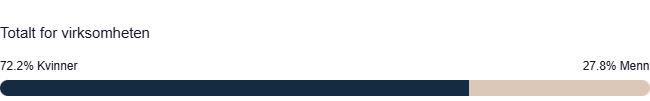 Totalt for virksomheten
72.2% Kvinner
27.8% Menn